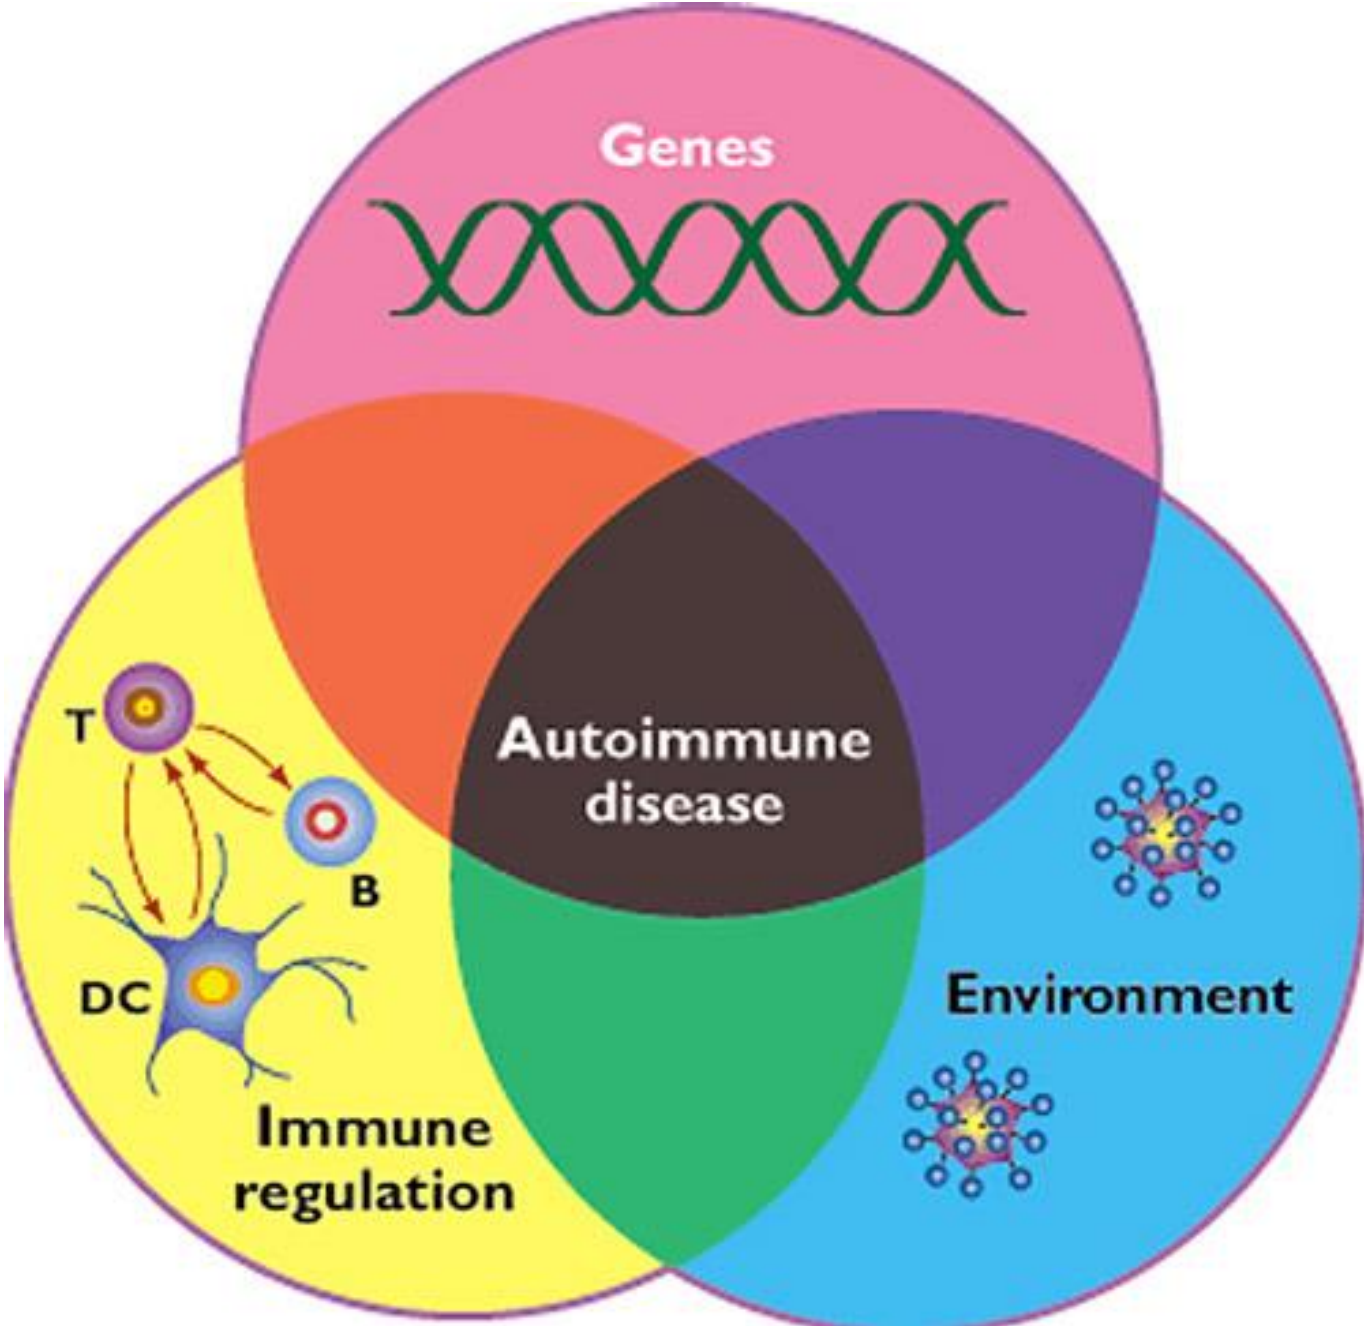 Genes
Autoimmune
disease
T
B
DC
Environment
Immune
regulation